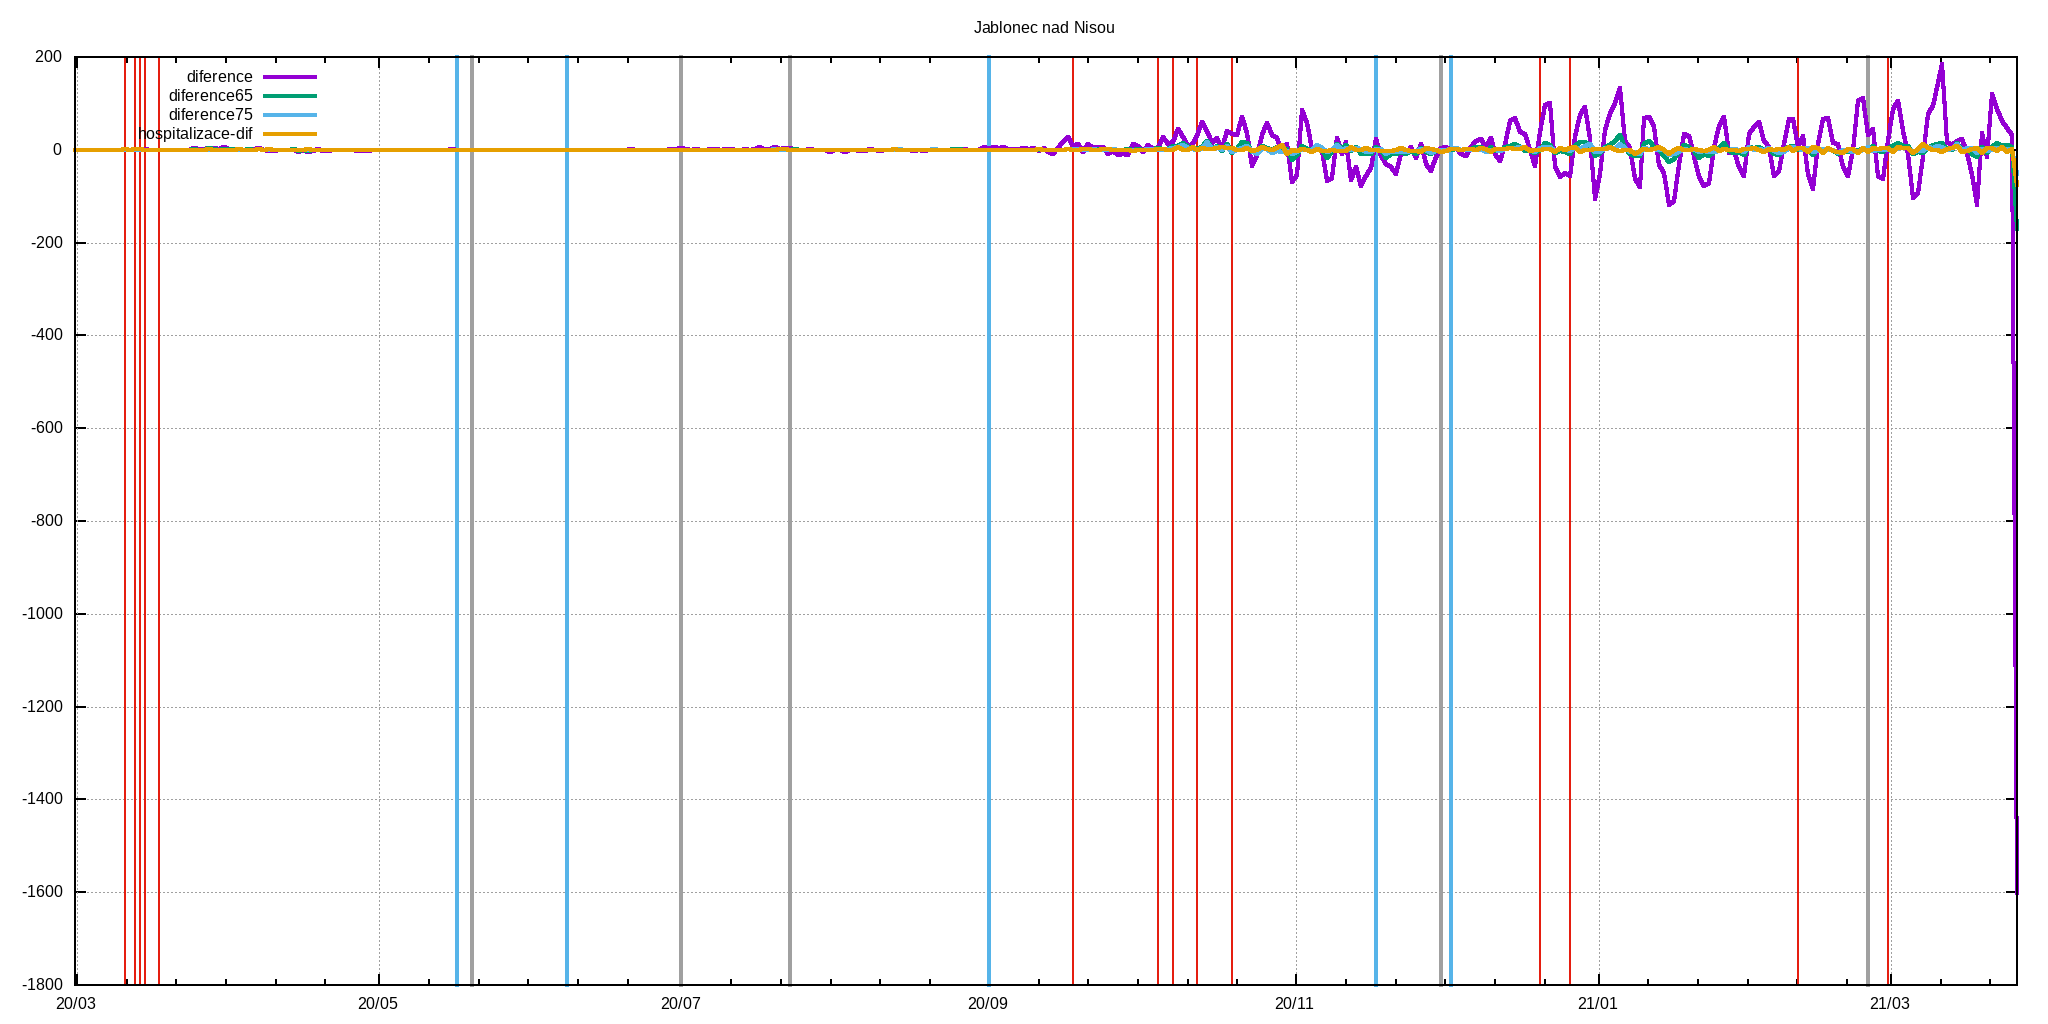 Jablonec nad Nisou
200
0
-200
-400
-600
-800
-1000
-1200
-1400
-1600
-1800
diference
diference65
diference75
hospitalizace-dif
20/03 20/05 20/07 20/09 20/11 21/01 21/03